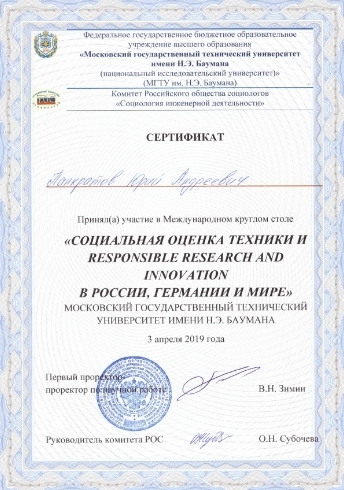 Федеральное государственное бюджетное образовательное
учреждение высшего образования
«Московский государственный технический университет
имени Н.Э. Баумана
(национальный исследовательский университет)»
(МГТУ им. Н.Э. Баумана)
Комитет Российского общества социологов
«Социология инженерной деятельности»
СЕРТИФИКАТ
Панкратов Юрий Андреевич
Принял(а) участие в Международном круглом столе
«СОЦИАЛЬНАЯ ОЦЕНКА ТЕХНИКИ И
RESPONSIBLE RESEARCH AND
INNOVATION
В РОССИИ, ГЕРМАНИИ И МИРЕ»
МОСКОВСКИЙ ГОСУДАРСТВЕННЫЙ ТЕХНИЧЕСКИЙ
УНИВЕРСИТЕТ ИМЕНИ Н.Э. БАУМАНА
3 апреля 2019 года
Первый проректор-
проректор по научной работе В.Н. Зимин
Руководитель комитета РОС О.Н. Субочева